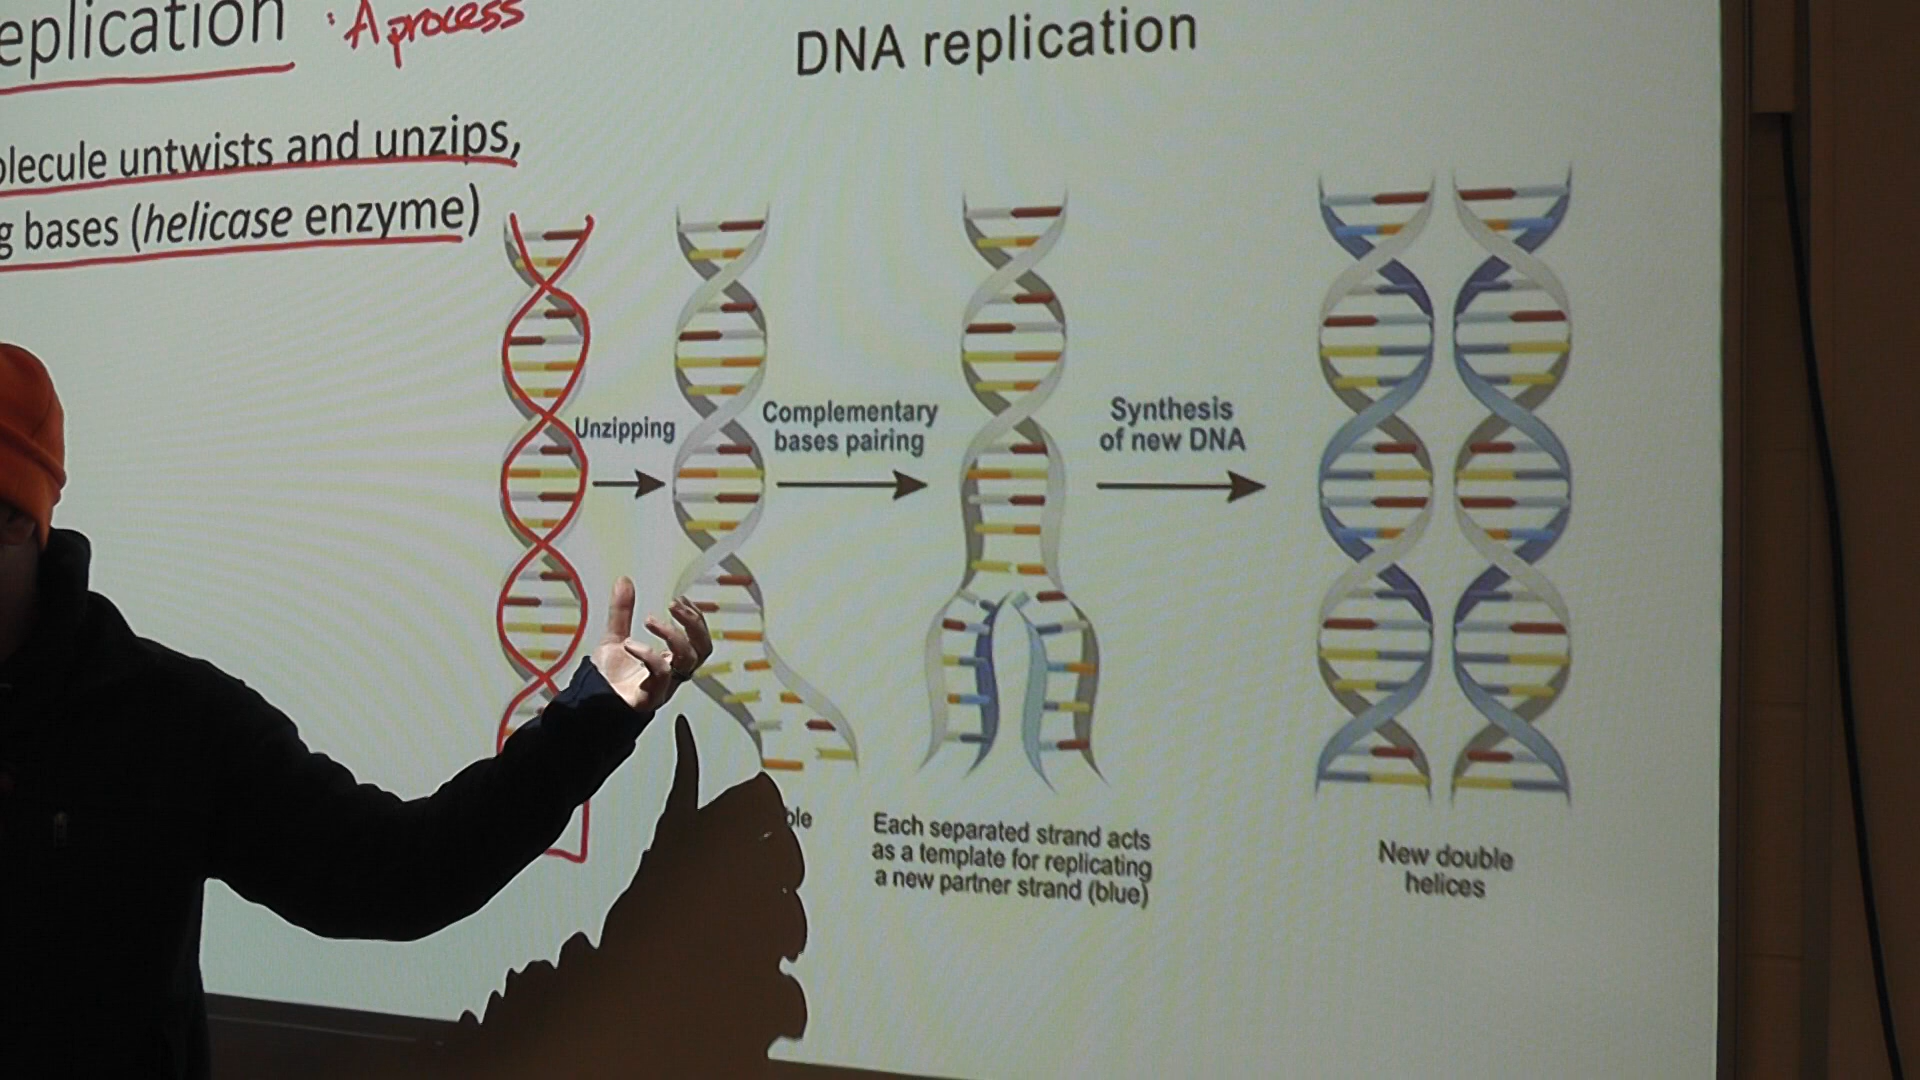 eplication : A process
olecule untwists and unzips,
g bases (helicase enzyme)
DNA replication
Unzipping
Complementary
bases pairing
Synthesis
of new DNA
ble
Each separated strand acts
as a template for replicating
a new partner strand (blue)
New double
helices